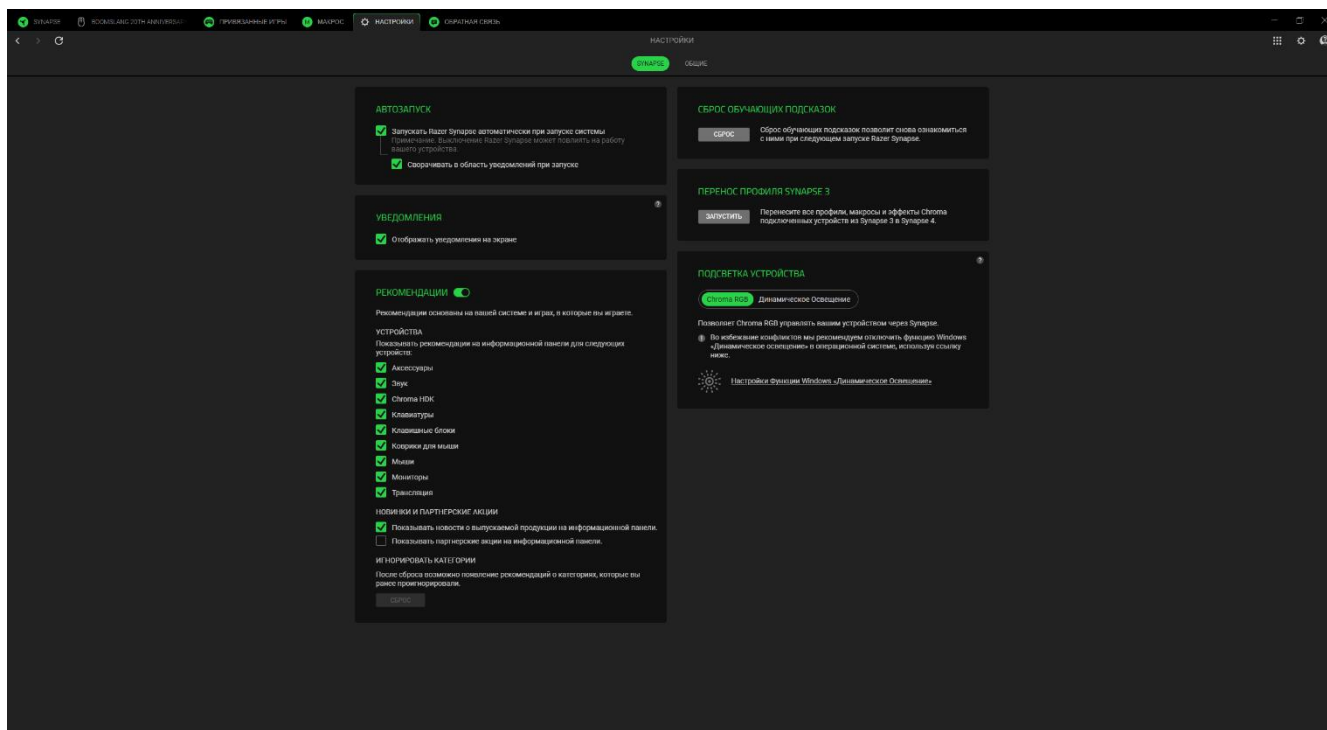 SYNAPSE
BOOMSLANG 20TH ANNIVERSAR
ПРИВЯЗАННЫЕ ИГРЫ
МАКРОС
НАСТРОЙКИ
ОБРАТНАЯ СВЯЗЬ
НАСТРОЙКИ
SYNAPSE
ОБЩИЕ
АВТОЗАПУСК
Запускать Razer Synapse автоматически при запуске системы
Примечание. Выключение Razer Synapse может повлиять на работу
вашего устройства.
Сворачивать в область уведомлений при запуске
УВЕДОМЛЕНИЯ
Отображать уведомления на экране
РЕКОМЕНДАЦИИ
Рекомендации основаны на вашей системе и играх, в которые вы играете.
УСТРОЙСТВА
Показывать рекомендации на информационной панели для следующих
устройств:
Аксессуары
Звук
Chroma HDK
Клавиатуры
Клавишные блоки
Коврики для мыши
Мыши
Мониторы
Трансляция
НОВИНКИ И ПАРТНЕРСКИЕ АКЦИИ
Показывать новости о выпускаемой продукции на информационной панели.
Показывать партнерские акции на информационной панели.
ИГНОРИРОВАТЬ КАТЕГОРИИ
После сброса возможно появление рекомендаций о категориях, которые вы
ранее проигнорировали.
СБРОС
СБРОС ОБУЧАЮЩИХ ПОДСКАЗОК
СБРОС
Сброс обучающих подсказок позволит снова ознакомиться
с ними при следующем запуске Razer Synapse.
ПЕРЕНОС ПРОФИЛЯ SYNAPSE 3
ЗАПУСТИТЬ
Перенесите все профили, макросы и эффекты Chroma
подключенных устройств из Synapse 3 в Synapse 4.
ПОДСВЕТКА УСТРОЙСТВА
Chroma RGB
Динамическое Освещение
Позволяет Chroma RGB управлять вашим устройством через Synapse.
Во избежание конфликтов мы рекомендуем отключить функцию Windows
«Динамическое освещение» в операционной системе, используя ссылку
ниже.
Настройки Функции Windows «Динамическое Освещение»